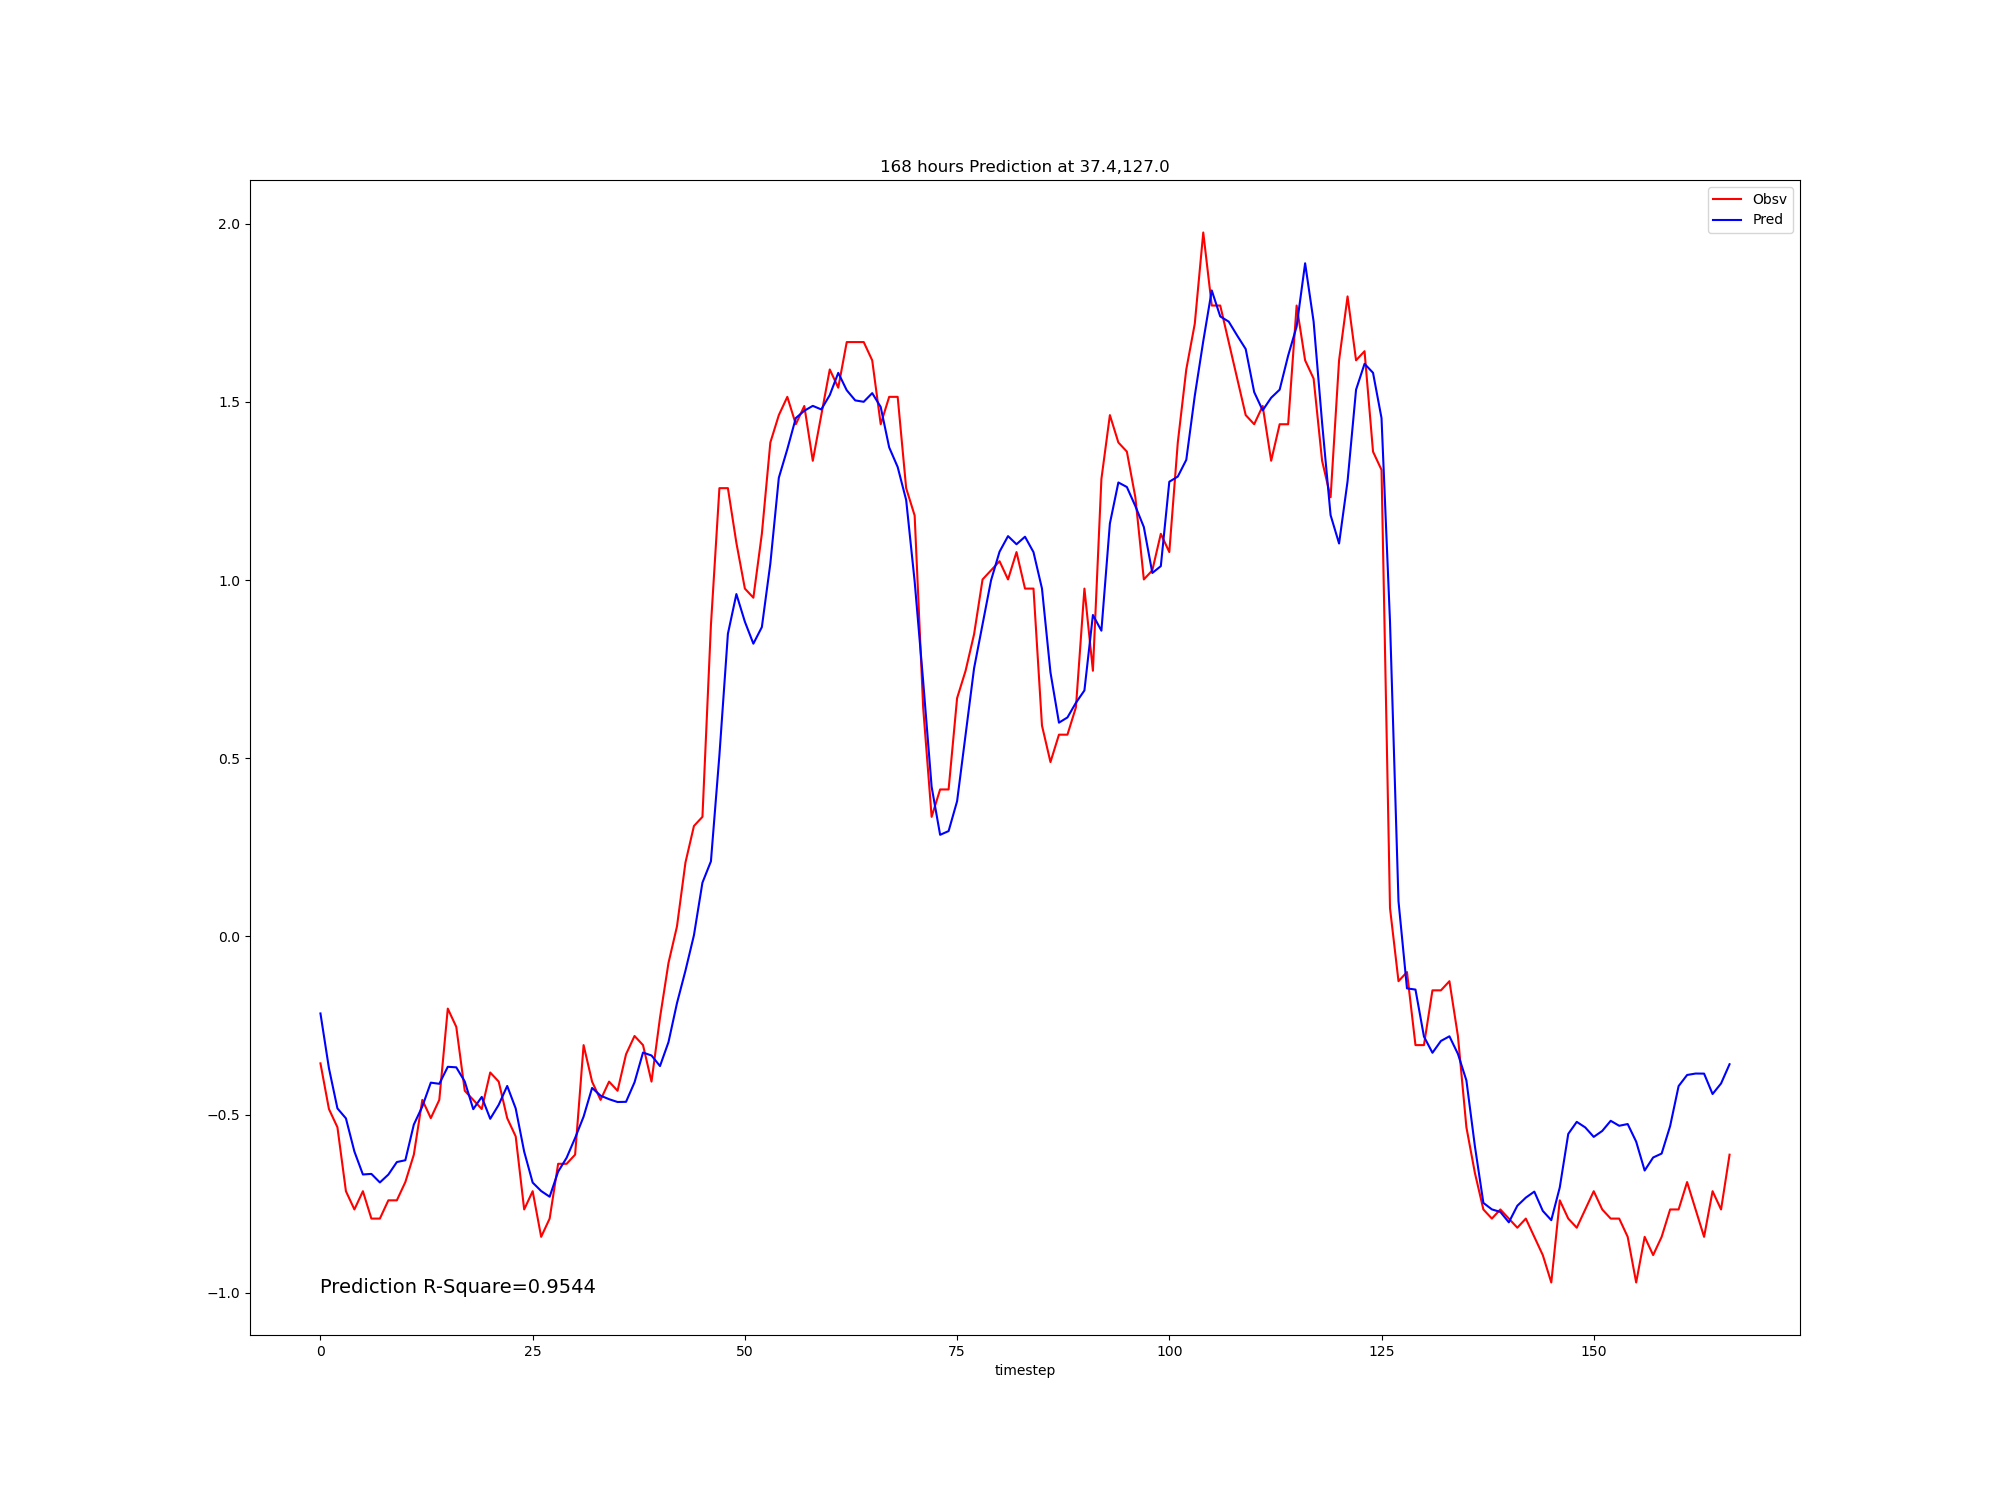 168 hours Prediction at 37.4,127.0
Obsv
Pred
2.0
1.5
1.0
0.5
0.0
−0.5
−1.0
Prediction R-Square=0.9544
0 25 50 75 100 125 150
timestep